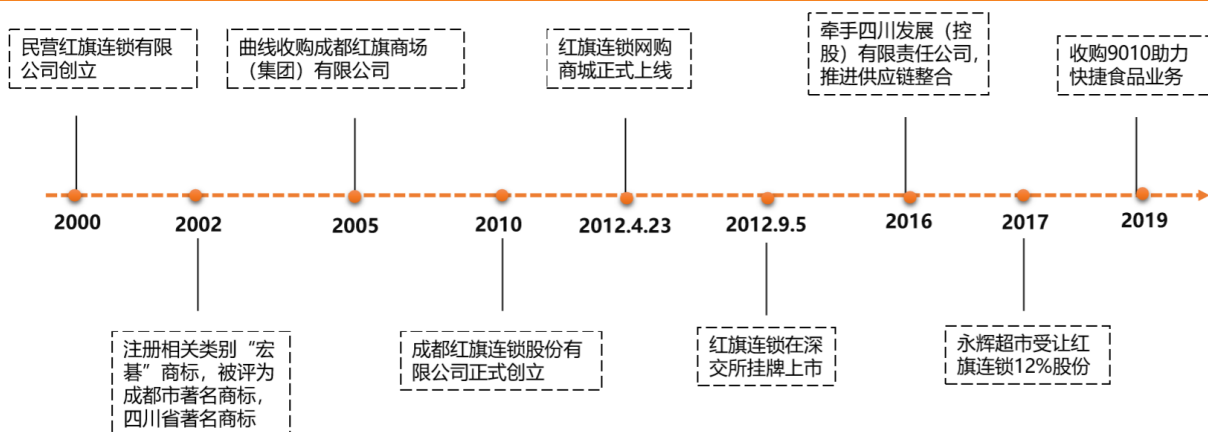 民营红旗连锁有限
公司创立
曲线收购成都红旗商场
（集团）有限公司
红旗连锁网购
商城正式上线
牵手四川发展（控
股）有限责任公司，
推进供应链整合
收购9010助力
快捷食品业务
2000
2002
2005
2010
2012.4.23
2012.9.5
2016
2017
2019
注册相关类别“宏
碁”商标，被评为
成都市著名商标，
四川省著名商标
成都红旗连锁股份有
限公司正式创立
红旗连锁在深
交所挂牌上市
永辉超市受让红
旗连锁12%股份